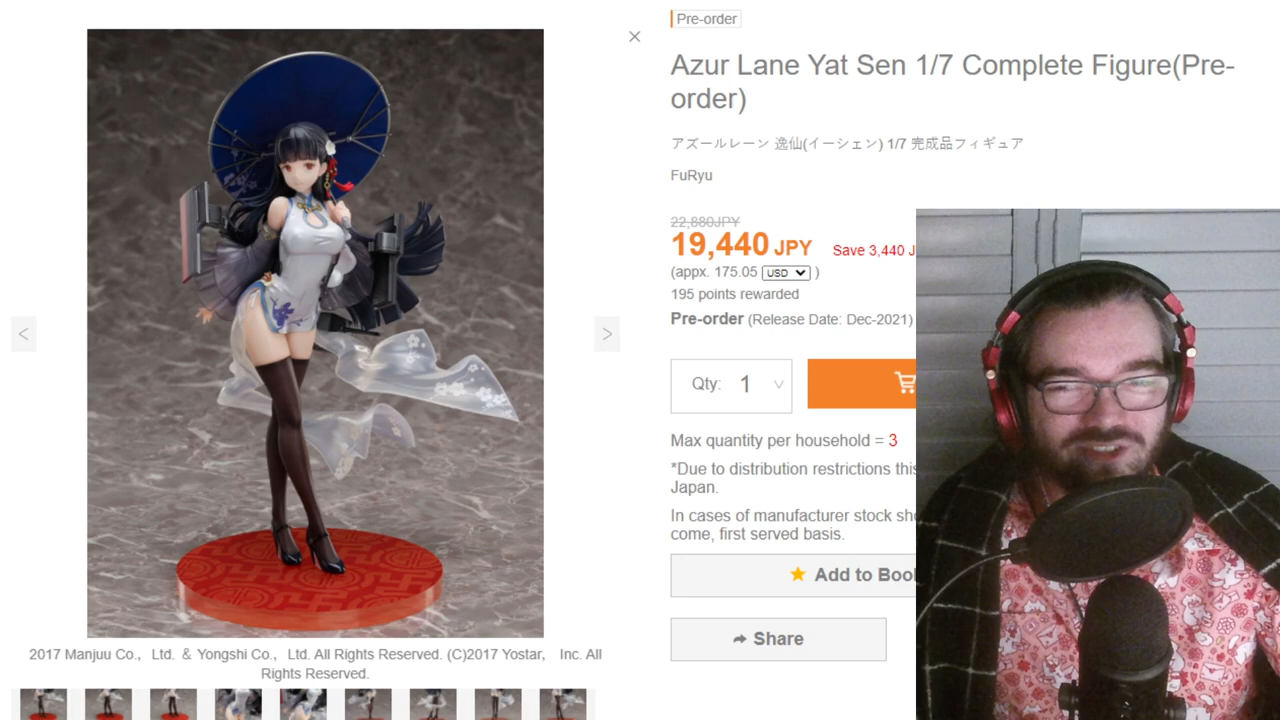 Pre-order
Azur Lane Yat Sen 1/7 Complete Figure(Pre-
order)
アズールレーン 逸仙(イーシェン) 1/7 完成品フィギュア
FuRyu
22,880JPY
19,440 JPY Save 3,440 J
(appx. 175.05 USD )
195 points rewarded
Pre-order (Release Date: Dec-2021)
Qty: 1
Max quantity per household = 3
*Due to distribution restrictions this
Japan.
In cases of manufacturer stock sh
come, first served basis.
Add to Boo
Share
2017 Manjuu Co., Ltd. & Yongshi Co., Ltd. All Rights Reserved. (C)2017 Yostar, Inc. All
Rights Reserved.